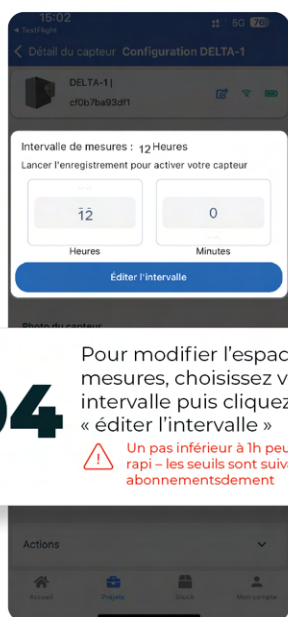 15:02
5G 76
◄ TestFlight
Détail du capteur Configuration DELTA-1
DELTA-1 |
cf0b7ba93df1
Intervalle de mesures : 12 Heures
Lancer l'enregistrement pour activer votre capteur
12
0
Heures
Minutes
Éditer l'intervalle
Photo du capteur
04
Pour modifier l'espac
mesures, choisissez v
intervalle puis cliquez
« éditer l'intervalle »
Un pas inférieur à 1h peu
rapi – les seuils sont suiva
abonnementsdement
Actions
Accueil
Projets
Stock
Mon compte